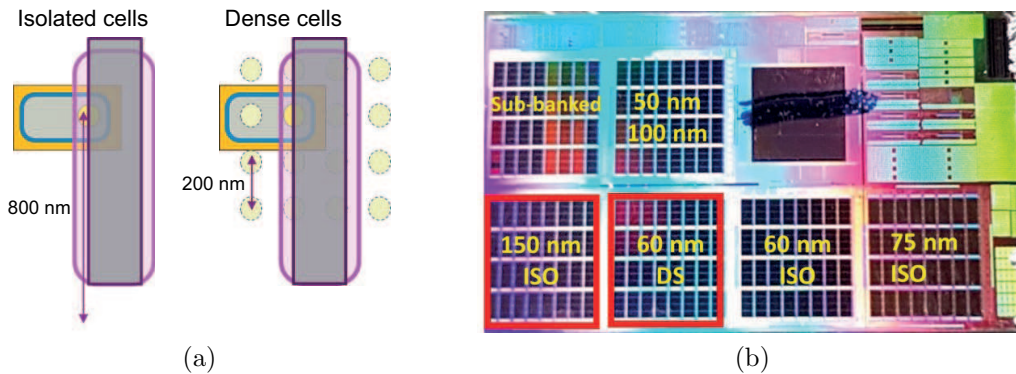 Isolated cells
Dense cells
800 nm
200 nm
(a)
Sub-banked
50 nm
100 nm
150 nm
ISO
60 nm
DS
60 nm
ISO
75 nm
ISO
(b)